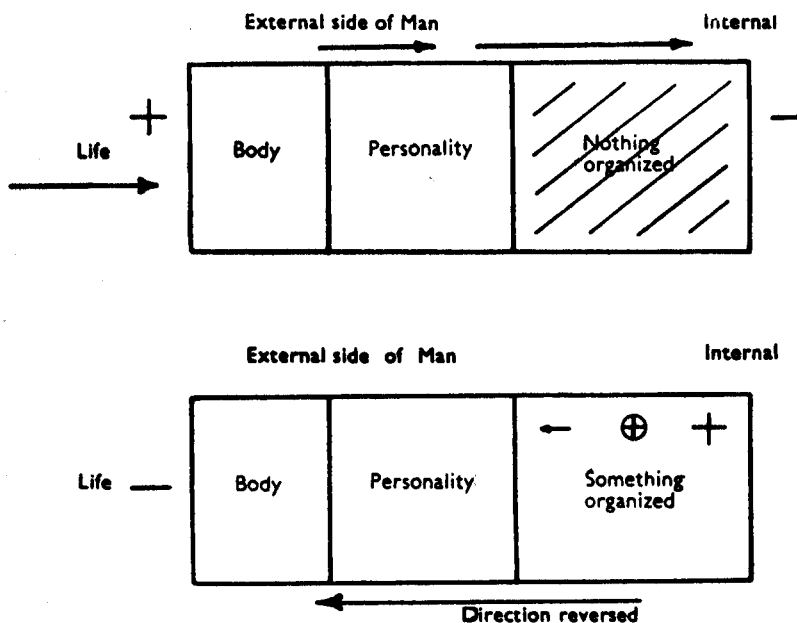 External side of Man Internal
+ −
Life Body Personality Nothing
organized
External side of Man Internal
+
Life − Body Personality Something
organized
Direction reversed